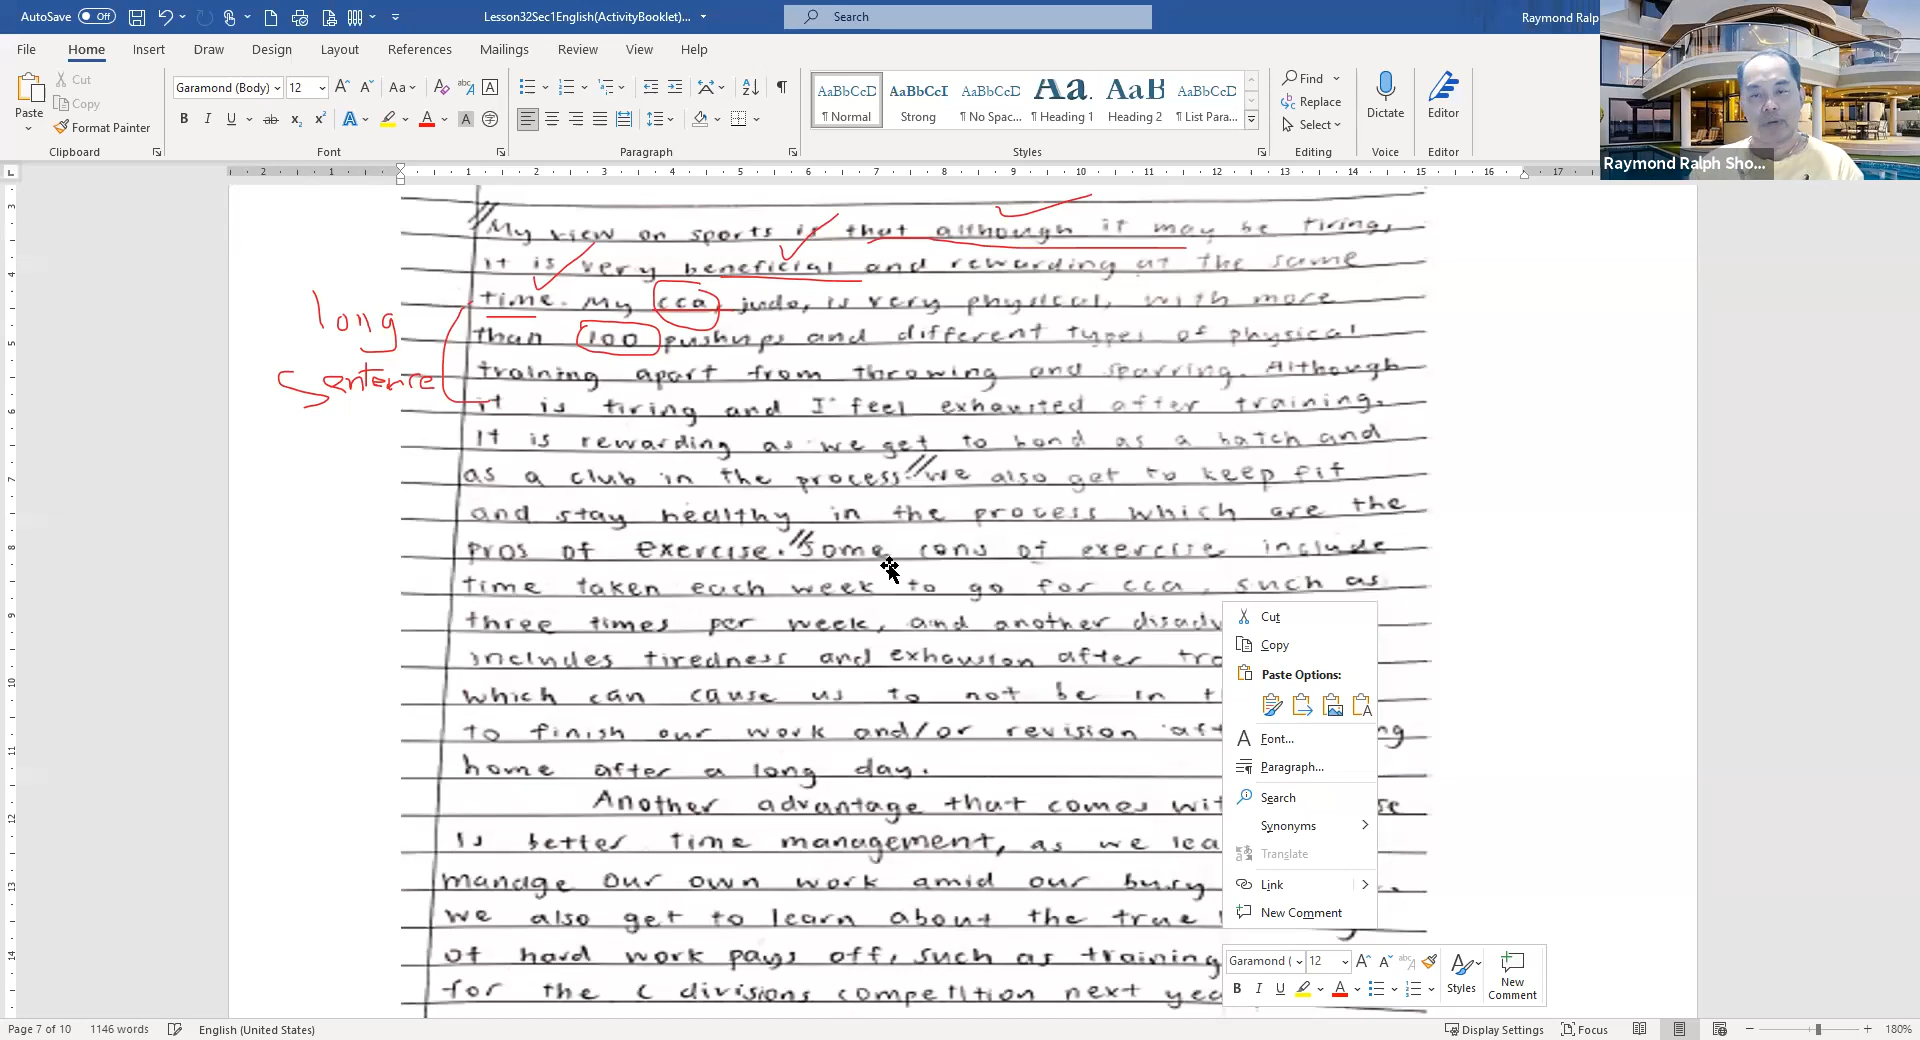 AutoSave Off
Lesson32Sec1English(ActivityBooklet)...
Search
Raymond Ralp
File Home Insert Draw Design Layout References Mailings Review View Help
Paste
Cut
Copy
Format Painter
Clipboard
Garamond (Body) 12
Font
Paragraph
AaBbCcD ¶ Normal
AaBbCcI Strong
AaBbCcD ¶ No Spac...
Aa. ¶ Heading 1
AaB Heading 2
AaBbCcD ¶ List Para...
Styles
Find
Replace
Select
Editing
Dictate
Voice
Editor
Editor
Raymond Ralph Sho...
My view on sports is that although it may be tiring,
it is very beneficial and rewarding at the same
time. My cca, judo, is very physical, with more
than 100 pushups and different types of physical
training apart from throwing and sparring. Although
it is tiring and I feel exhausted after training,
it is rewarding as we get to bond as a batch and
as a club in the process. // We also get to keep fit
and stay healthy in the process which are the
pros of exercise. // Some cons of exercise include
time taken each week to go for cca, such as
three times per week, and another disadv
includes tiredness and exhausion after tra
which can cause us to not be in t
to finish our work and/or revision aft ng
home after a long day.
Another advantage that comes wit se
is better time management, as we lea
manage our own work amid our busy
we also get to learn about the true
of hard work pays off, such as training
for the C divisions competition next yea
long
Sentence
Cut
Copy
Paste Options:
Font...
Paragraph...
Search
Synonyms
Translate
Link
New Comment
Garamond ( 12
Styles
New Comment
Page 7 of 10 1146 words English (United States)
Display Settings Focus 180%